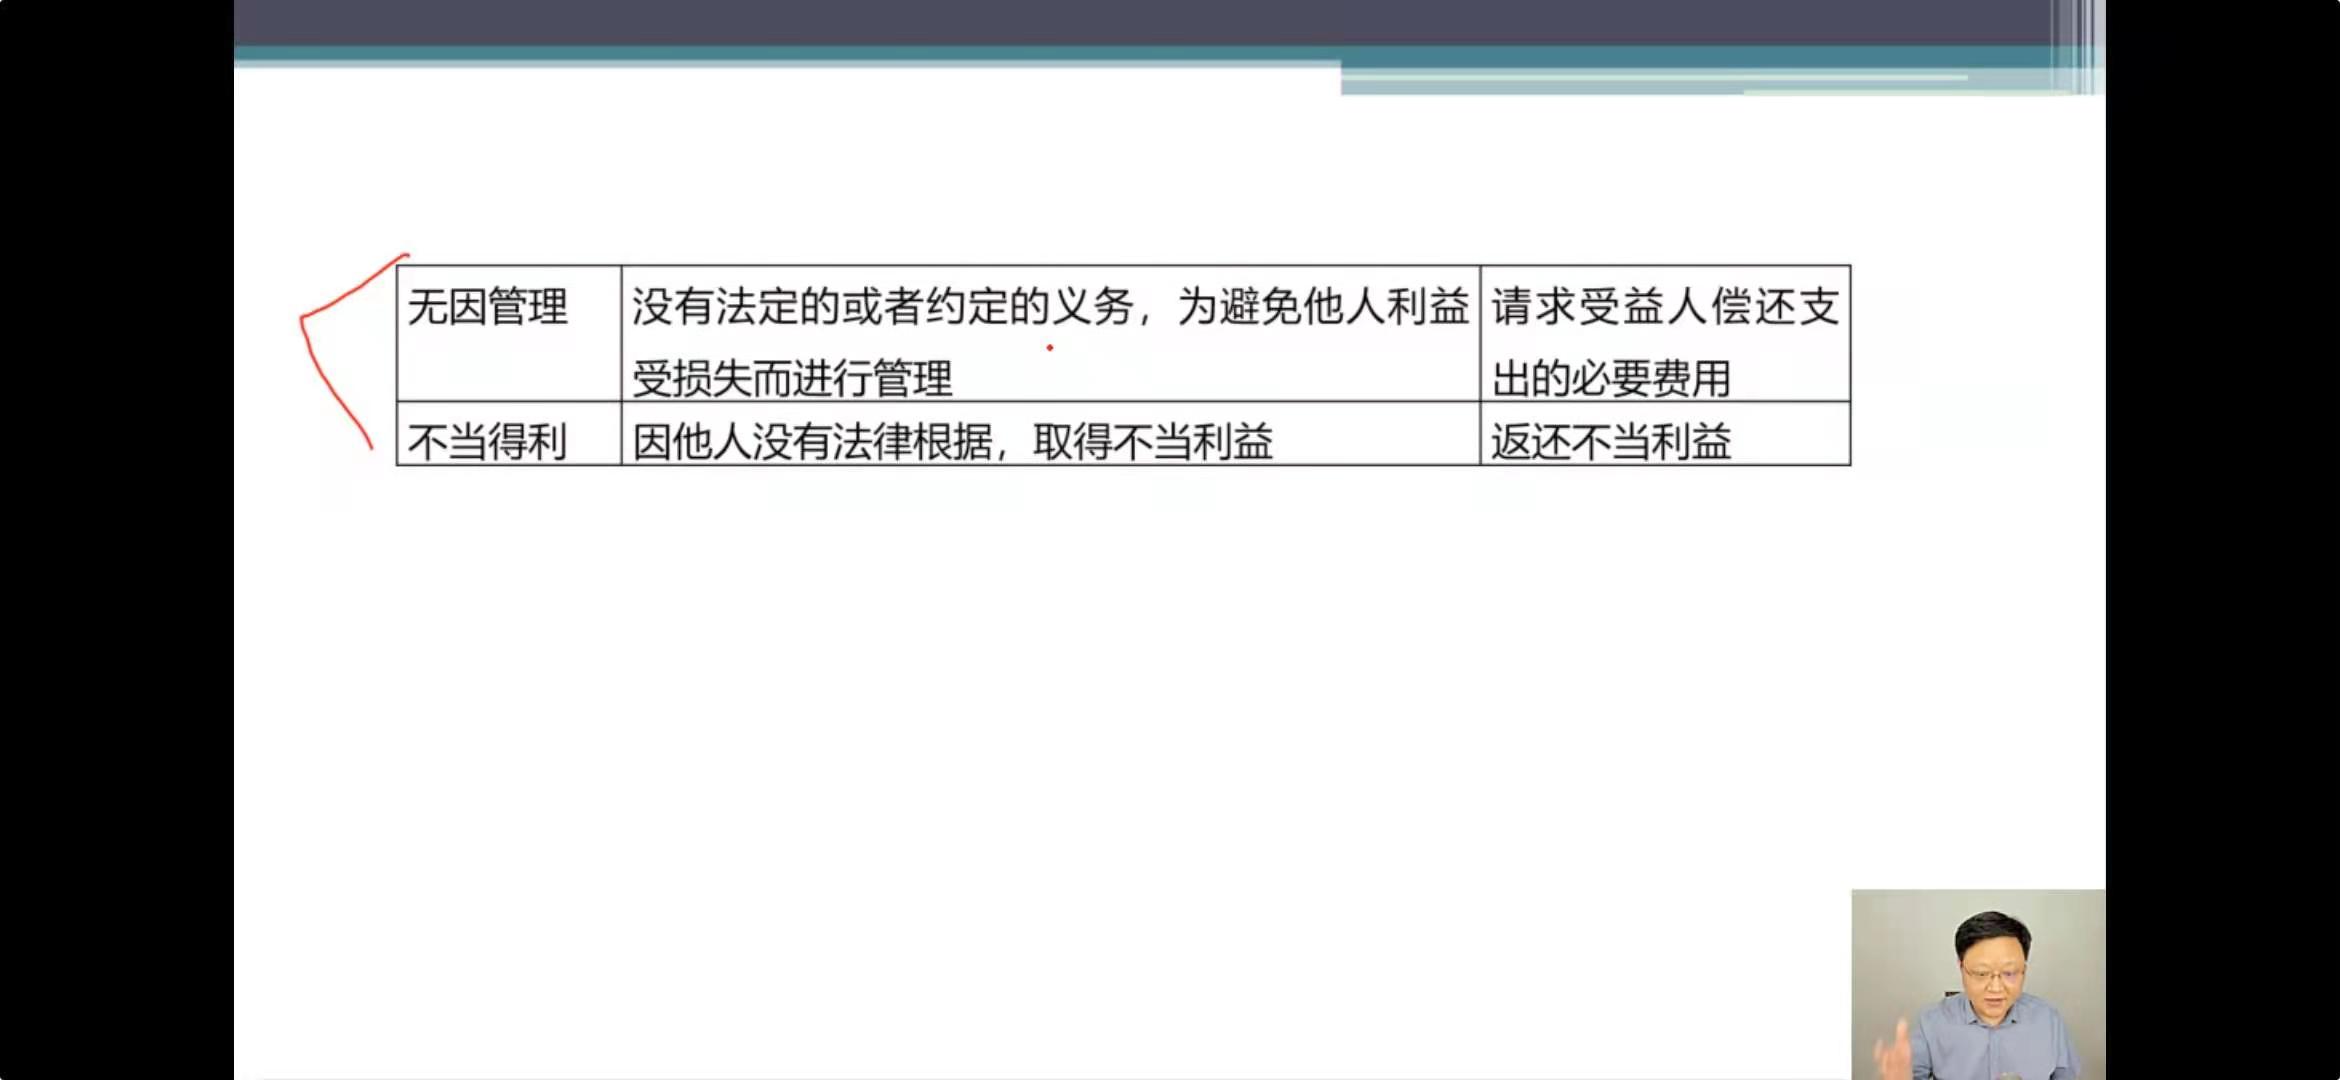 无因管理
没有法定的或者约定的义务，为避免他人利益
受损失而进行管理
请求受益人偿还支
出的必要费用
不当得利
因他人没有法律根据，取得不当利益
返还不当利益